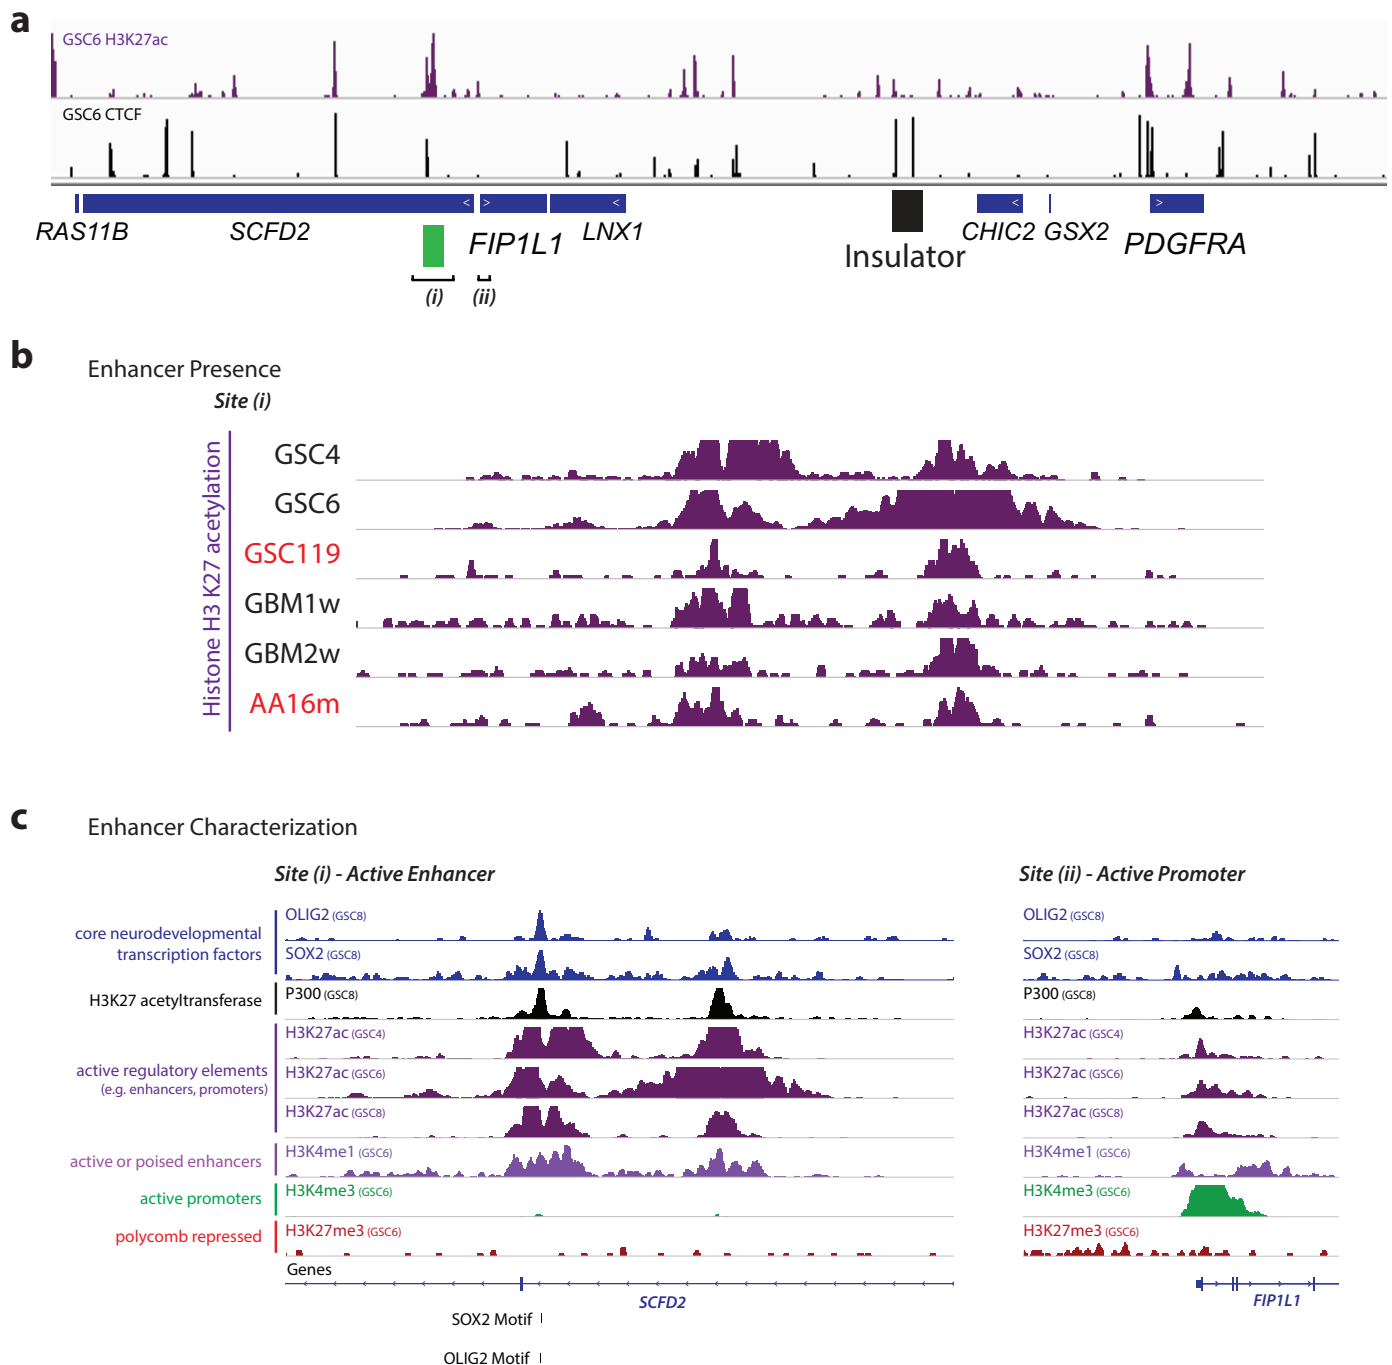 a
GSC6 H3K27ac
GSC6 CTCF
< > < < >
RAS11B SCFD2 FIP1L1 LNX1 CHIC2 GSX2 PDGFRA
Insulator
(i) (ii)
b
Enhancer Presence
Site (i)
Histone H3 K27 acetylation
GSC4
GSC6
GSC119
GBM1w
GBM2w
AA16m
c
Enhancer Characterization
Site (i) - Active Enhancer
Site (ii) - Active Promoter
core neurodevelopmental
transcription factors
H3K27 acetyltransferase
active regulatory elements
(e.g. enhancers, promoters)
active or poised enhancers
active promoters
polycomb repressed
OLIG2 (GSC8)
SOX2 (GSC8)
P300 (GSC8)
H3K27ac (GSC4)
H3K27ac (GSC6)
H3K27ac (GSC8)
H3K4me1 (GSC6)
H3K4me3 (GSC6)
H3K27me3 (GSC6)
Genes
SCFD2
SOX2 Motif
OLIG2 Motif
OLIG2 (GSC8)
SOX2 (GSC8)
P300 (GSC8)
H3K27ac (GSC4)
H3K27ac (GSC6)
H3K27ac (GSC8)
H3K4me1 (GSC6)
H3K4me3 (GSC6)
H3K27me3 (GSC6)
FIP1L1